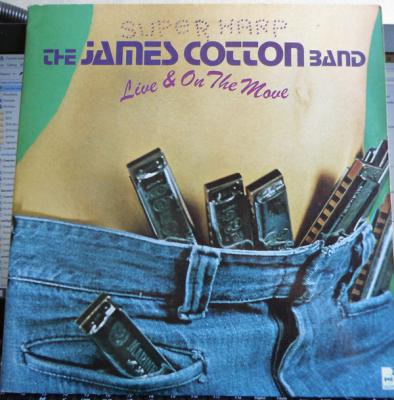 SUPER HARP
THE JAMES COTTON BAND
Live & On The Move